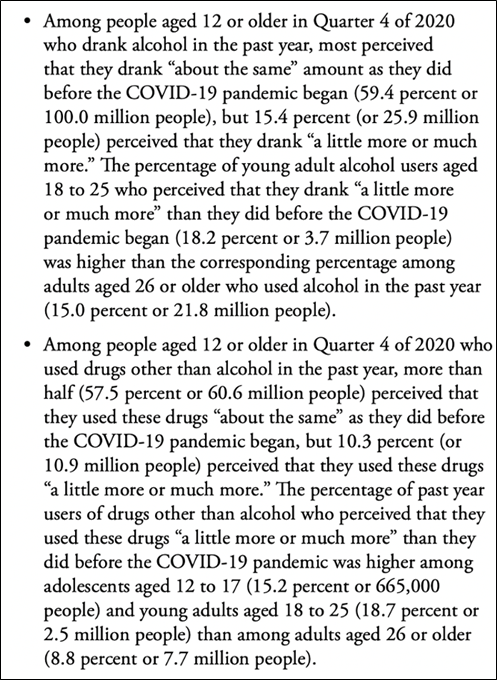 • Among people aged 12 or older in Quarter 4 of 2020
who drank alcohol in the past year, most perceived
that they drank “about the same” amount as they did
before the COVID-19 pandemic began (59.4 percent or
100.0 million people), but 15.4 percent (or 25.9 million
people) perceived that they drank “a little more or much
more.” The percentage of young adult alcohol users aged
18 to 25 who perceived that they drank “a little more
or much more” than they did before the COVID-19
pandemic began (18.2 percent or 3.7 million people)
was higher than the corresponding percentage among
adults aged 26 or older who used alcohol in the past year
(15.0 percent or 21.8 million people).
• Among people aged 12 or older in Quarter 4 of 2020 who
used drugs other than alcohol in the past year, more than
half (57.5 percent or 60.6 million people) perceived that
they used these drugs “about the same” as they did before
the COVID-19 pandemic began, but 10.3 percent (or
10.9 million people) perceived that they used these drugs
“a little more or much more.” The percentage of past year
users of drugs other than alcohol who perceived that they
used these drugs “a little more or much more” than they
did before the COVID-19 pandemic was higher among
adolescents aged 12 to 17 (15.2 percent or 665,000
people) and young adults aged 18 to 25 (18.7 percent or
2.5 million people) than among adults aged 26 or older
(8.8 percent or 7.7 million people).